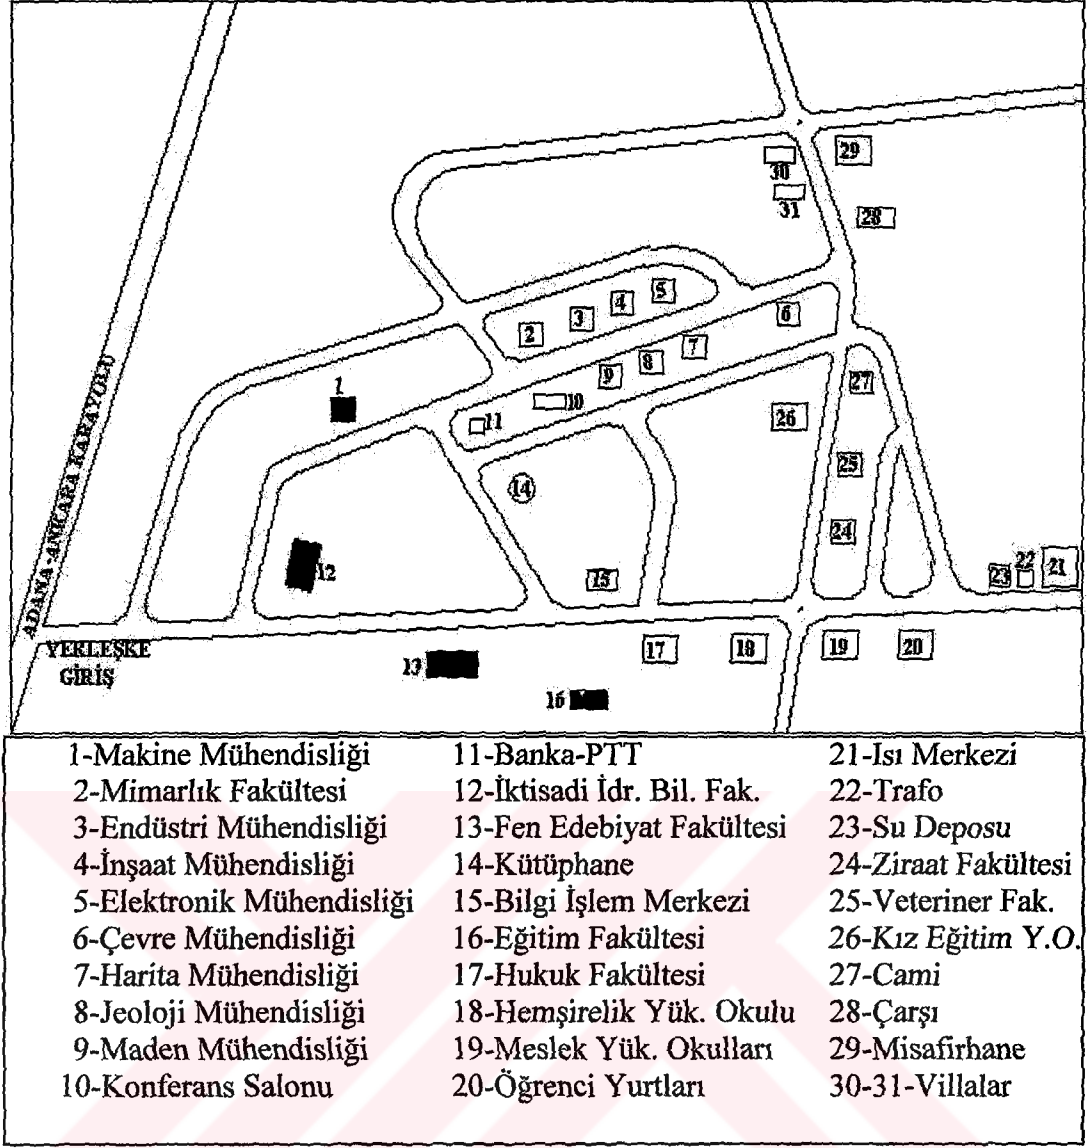 29
30
31
28
5
4
3
2
6
7
8
9
1
10
11
27
26
14
25
24
12
15
22
23
21
ADANA-ANKARA KARAYOLU
YERLEŞKE
GİRİŞ
13
17
18
19
20
16
1-Makine Mühendisliği
2-Mimarlık Fakültesi
3-Endüstri Mühendisliği
4-İnşaat Mühendisliği
5-Elektronik Mühendisliği
6-Çevre Mühendisliği
7-Harita Mühendisliği
8-Jeoloji Mühendisliği
9-Maden Mühendisliği
10-Konferans Salonu
11-Banka-PTT
12-İktisadi İdr. Bil. Fak.
13-Fen Edebiyat Fakültesi
14-Kütüphane
15-Bilgi İşlem Merkezi
16-Eğitim Fakültesi
17-Hukuk Fakültesi
18-Hemşirelik Yük. Okulu
19-Meslek Yük. Okulları
20-Öğrenci Yurtları
21-Isı Merkezi
22-Trafo
23-Su Deposu
24-Ziraat Fakültesi
25-Veteriner Fak.
26-Kız Eğitim Y.O.
27-Cami
28-Çarşı
29-Misafirhane
30-31-Villalar